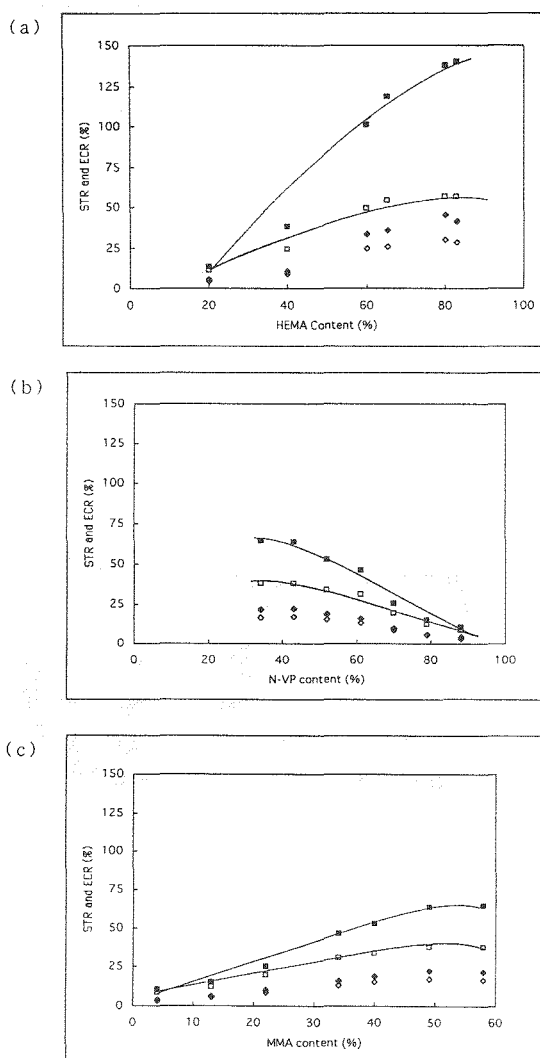 (a)
150
125
100
75
50
25
0
STR and ECR (%)
0 20 40 60 80 100
HEMA Content (%)
(b)
150
125
100
75
50
25
0
STR and ECR (%)
0 20 40 60 80 100
N-VP content (%)
(c)
150
125
100
75
50
25
0
STR and ECR (%)
0 10 20 30 40 50 60
MMA content (%)